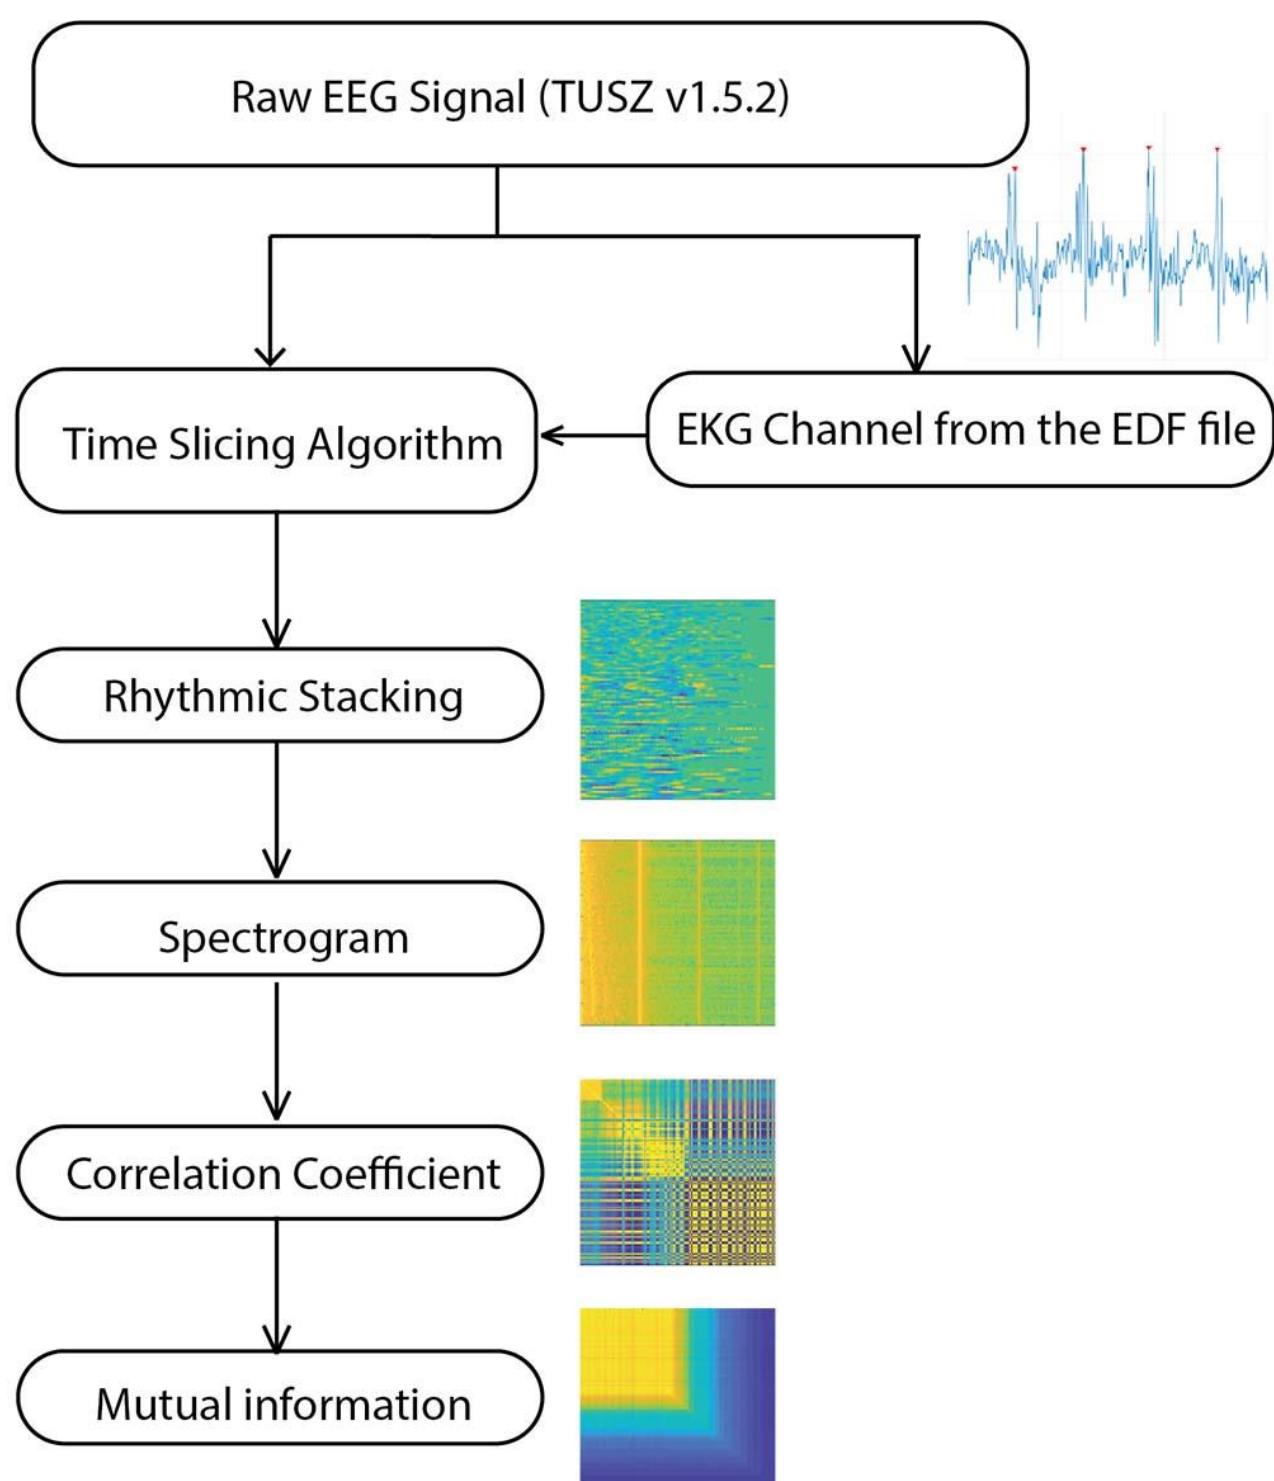 Raw EEG Signal (TUSZ v1.5.2)
Time Slicing Algorithm
EKG Channel from the EDF file
Rhythmic Stacking
Spectrogram
Correlation Coefficient
Mutual information